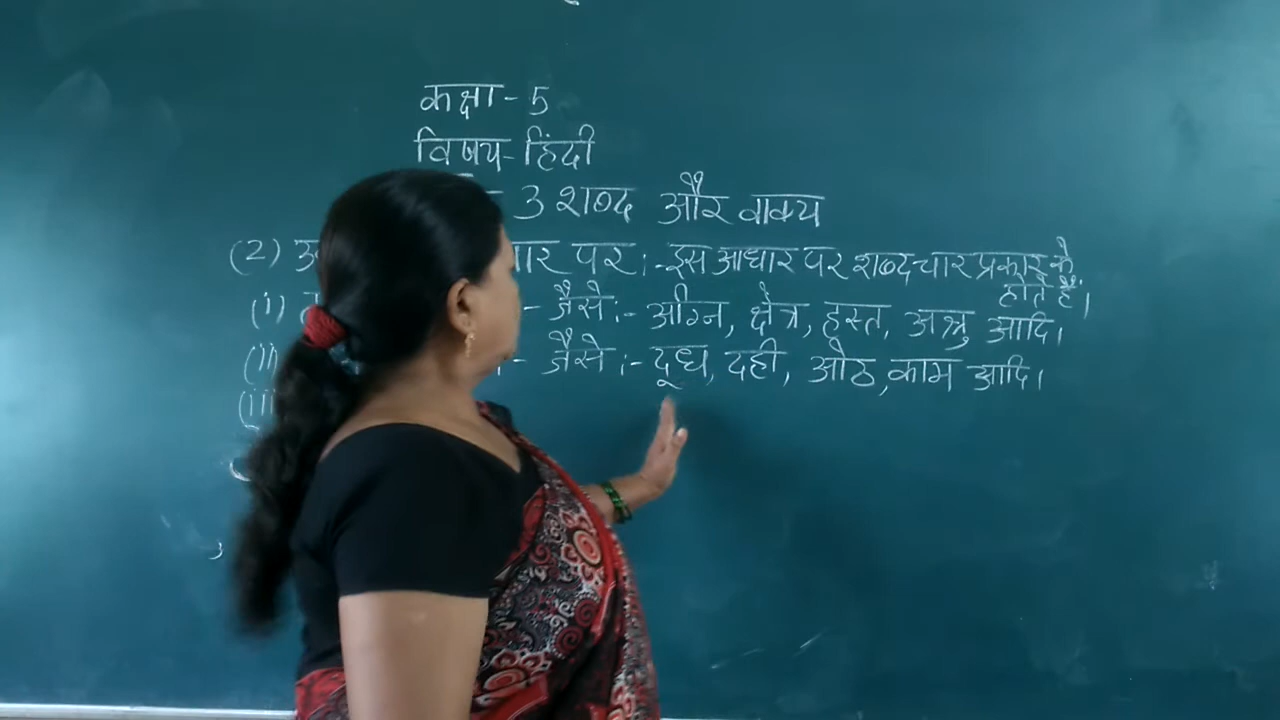 कक्षा - 5
विषय - हिंदी
3 शब्द और वाक्य
(2) पर :- इस आधार पर शब्द चार प्रकार के होते हैं।
(i) - जैसे :- अग्नि, क्षेत्र, हस्त, अश्रु आदि।
(ii) - जैसे :- दूध, दही, ओठ, काम आदि।
(iii)